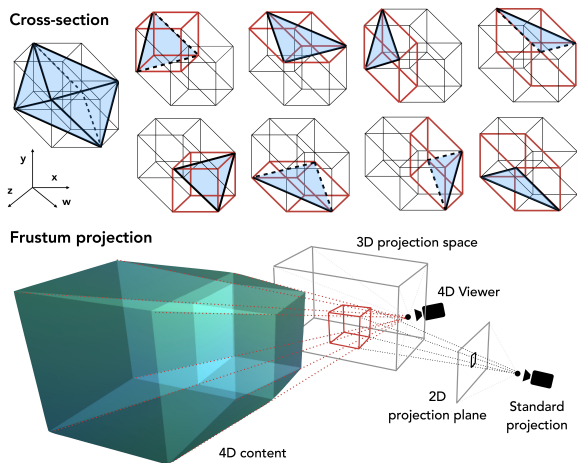 Cross-section
y
x
z
w
Frustum projection
3D projection space
4D Viewer
2D
projection plane
Standard
projection
4D content